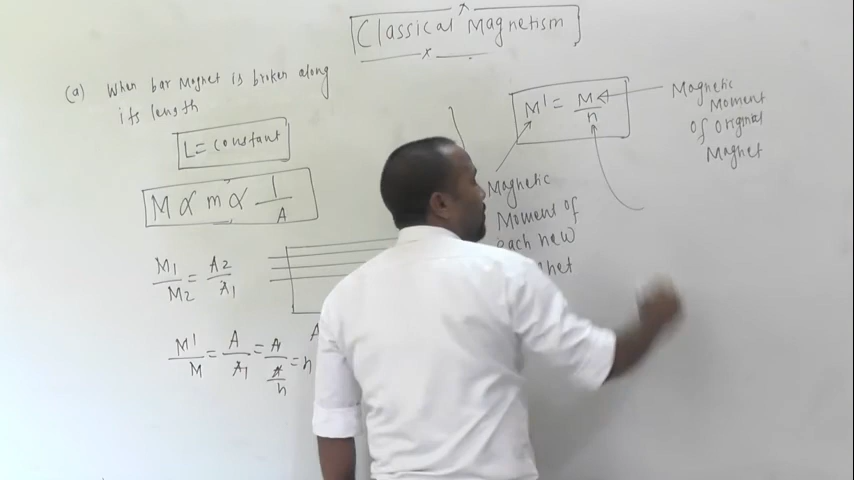 Classical Magnetism
(a) When bar Magnet is broken along
its length
L = constant
M ∝ m ∝ 1/A
M1/M2 = A2/A1
M'/M = A/A1 = A/(A/n) = n
A
M' = M/n
Magnetic
Moment
of original
Magnet
Magnetic
Moment of
each new